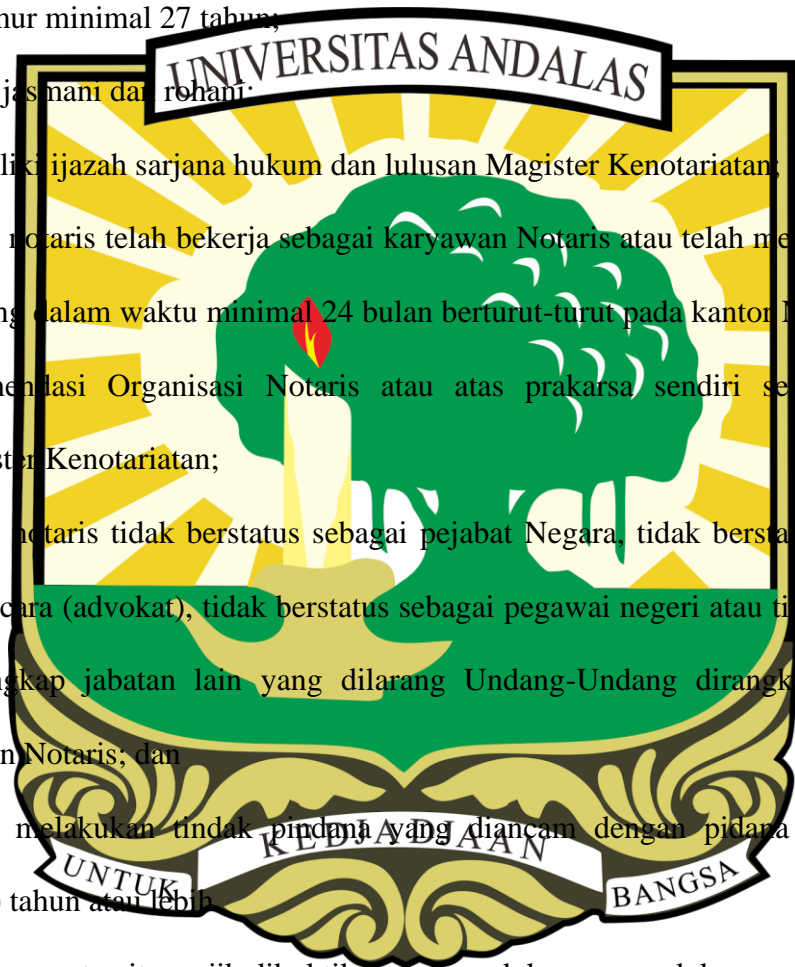 nur minimal 27 tahun;
UNIVERSITAS ANDALAS
jasmani dan rohani;
liki ijazah sarjana hukum dan lulusan Magister Kenotariatan;
notaris telah bekerja sebagai karyawan Notaris atau telah me
ng dalam waktu minimal 24 bulan berturut-turut pada kantor N
mendasi Organisasi Notaris atau atas prakarsa sendiri se
ster Kenotariatan;
notaris tidak berstatus sebagai pejabat Negara, tidak bersta
cara (advokat), tidak berstatus sebagai pegawai negeri atau ti
ngkap jabatan lain yang dilarang Undang-Undang dirangk
n Notaris; dan
melakukan tindak pindana yang diancam dengan pidana
KEDJADJAAN
UNTUK
BANGSA
tahun atau lebih